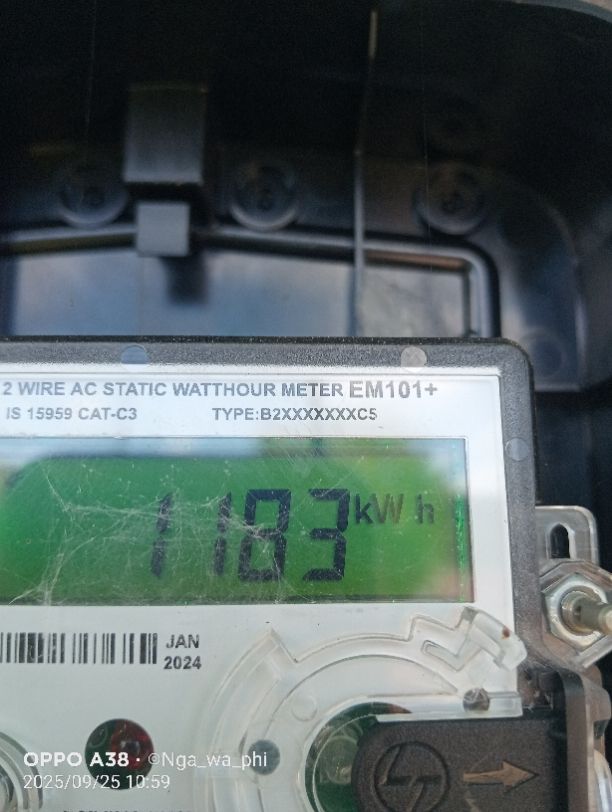 2 WIRE AC STATIC WATTHOUR METER EM101+
IS 15959 CAT-C3 TYPE:B2XXXXXXXC5
1183 kWh
JAN
2024
OPPO A38 · ©Nga_wa_phi
2025/09/25 10:59